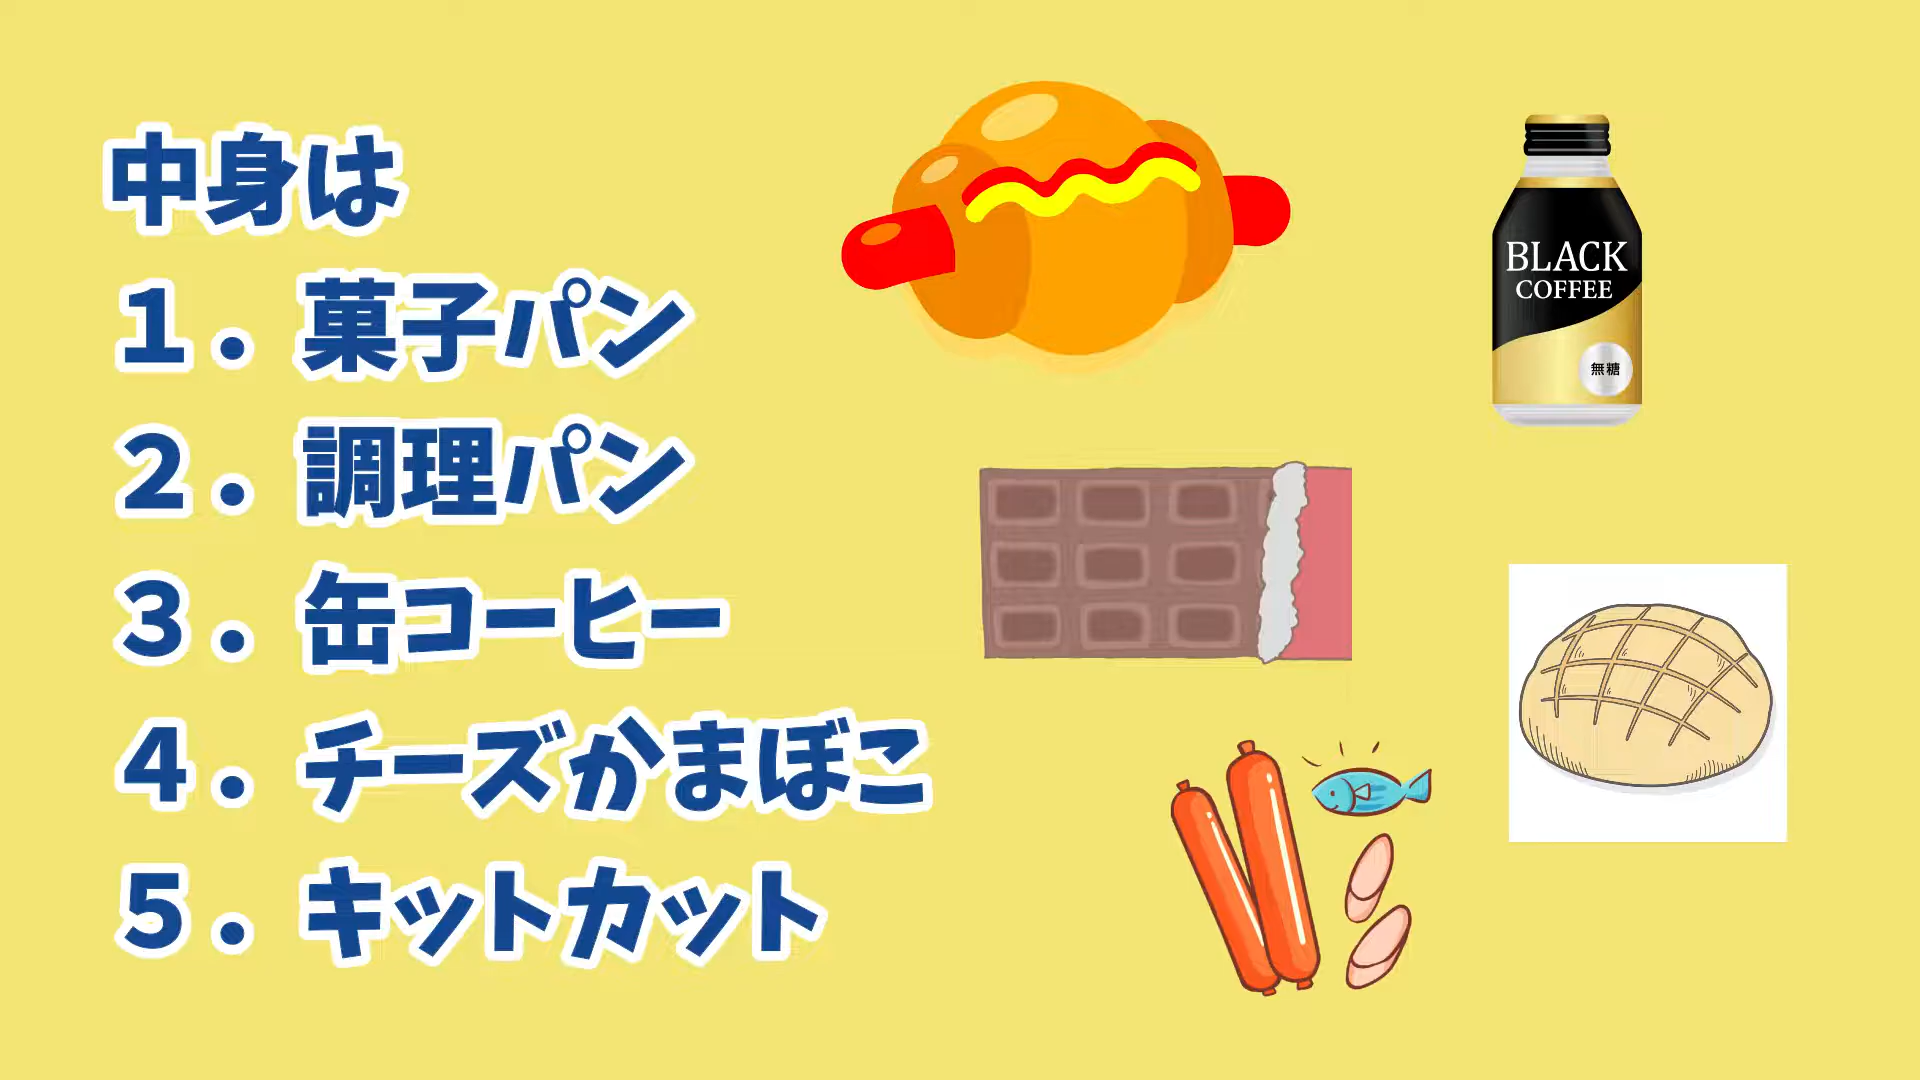 中身は
１．菓子パン
２．調理パン
３．缶コーヒー
４．チーズかまぼこ
５．キットカット
BLACK
COFFEE
無糖